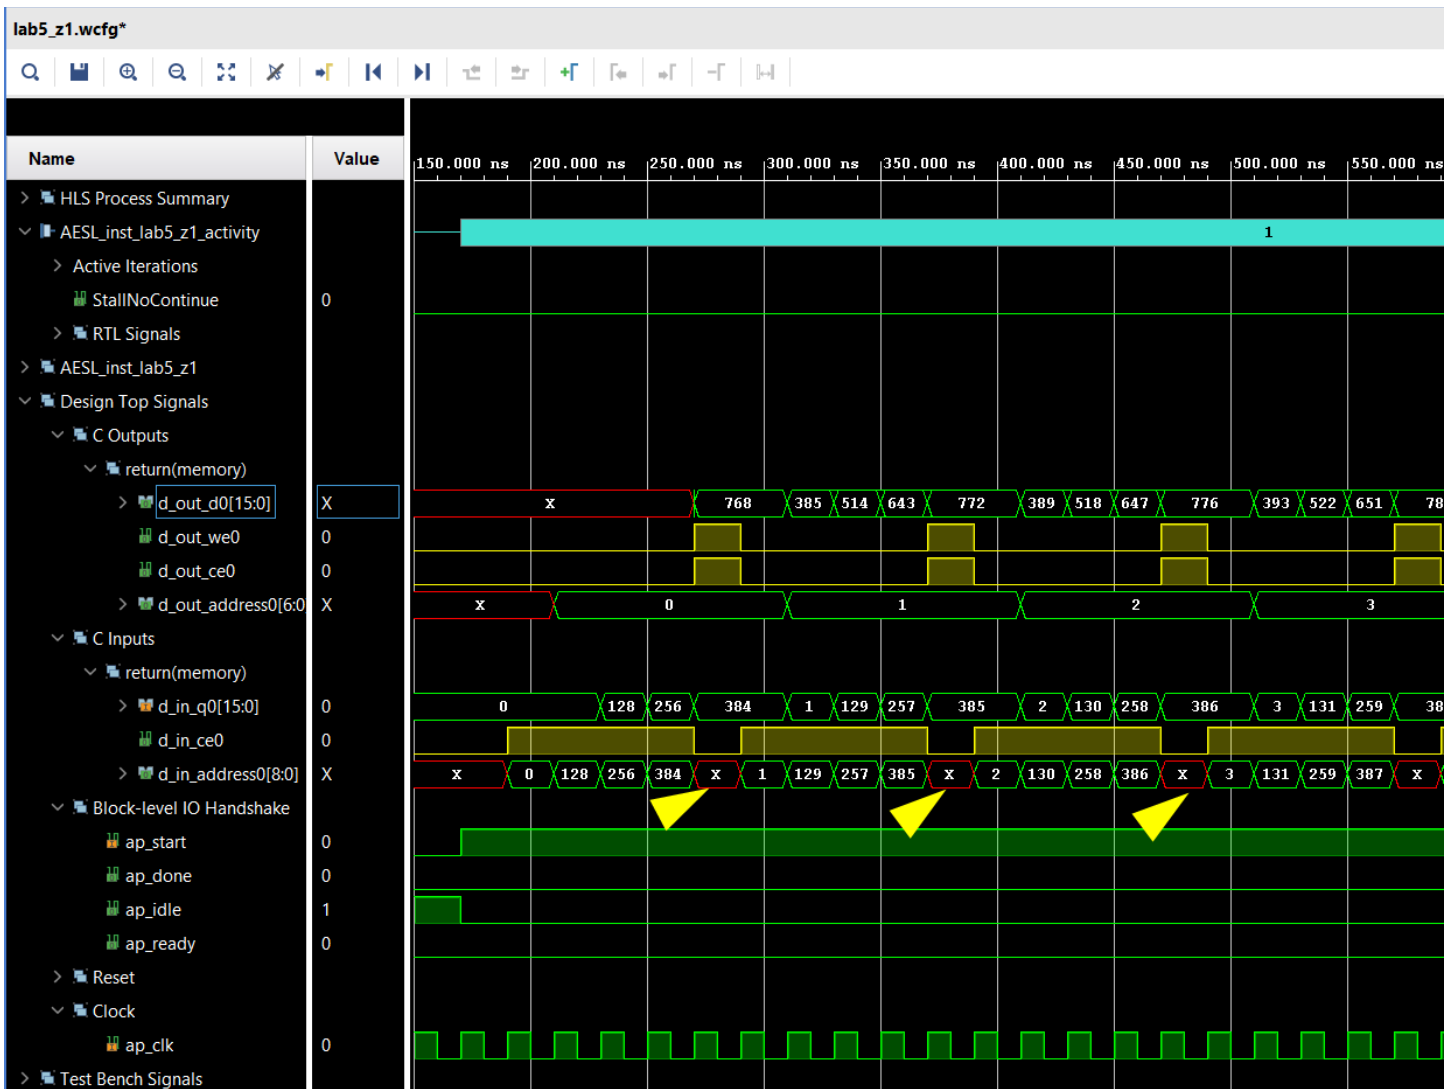 lab5_z1.wcfg*
Name Value 150.000 ns 200.000 ns 250.000 ns 300.000 ns 350.000 ns 400.000 ns 450.000 ns 500.000 ns 550.000 ns
HLS Process Summary
AESL_inst_lab5_z1_activity 1
Active Iterations
StallNoContinue 0
RTL Signals
AESL_inst_lab5_z1
Design Top Signals
C Outputs
return(memory)
d_out_d0[15:0] X X 768 385 514 643 772 389 518 647 776 393 522 651 78
d_out_we0 0
d_out_ce0 0
d_out_address0[6:0 X X 0 1 2 3
C Inputs
return(memory)
d_in_q0[15:0] 0 0 128 256 384 1 129 257 385 2 130 258 386 3 131 259 38
d_in_ce0 0
d_in_address0[8:0] X X 0 128 256 384 X 1 129 257 385 X 2 130 258 386 X 3 131 259 387 X
Block-level IO Handshake
ap_start 0
ap_done 0
ap_idle 1
ap_ready 0
Reset
Clock
ap_clk 0
Test Bench Signals